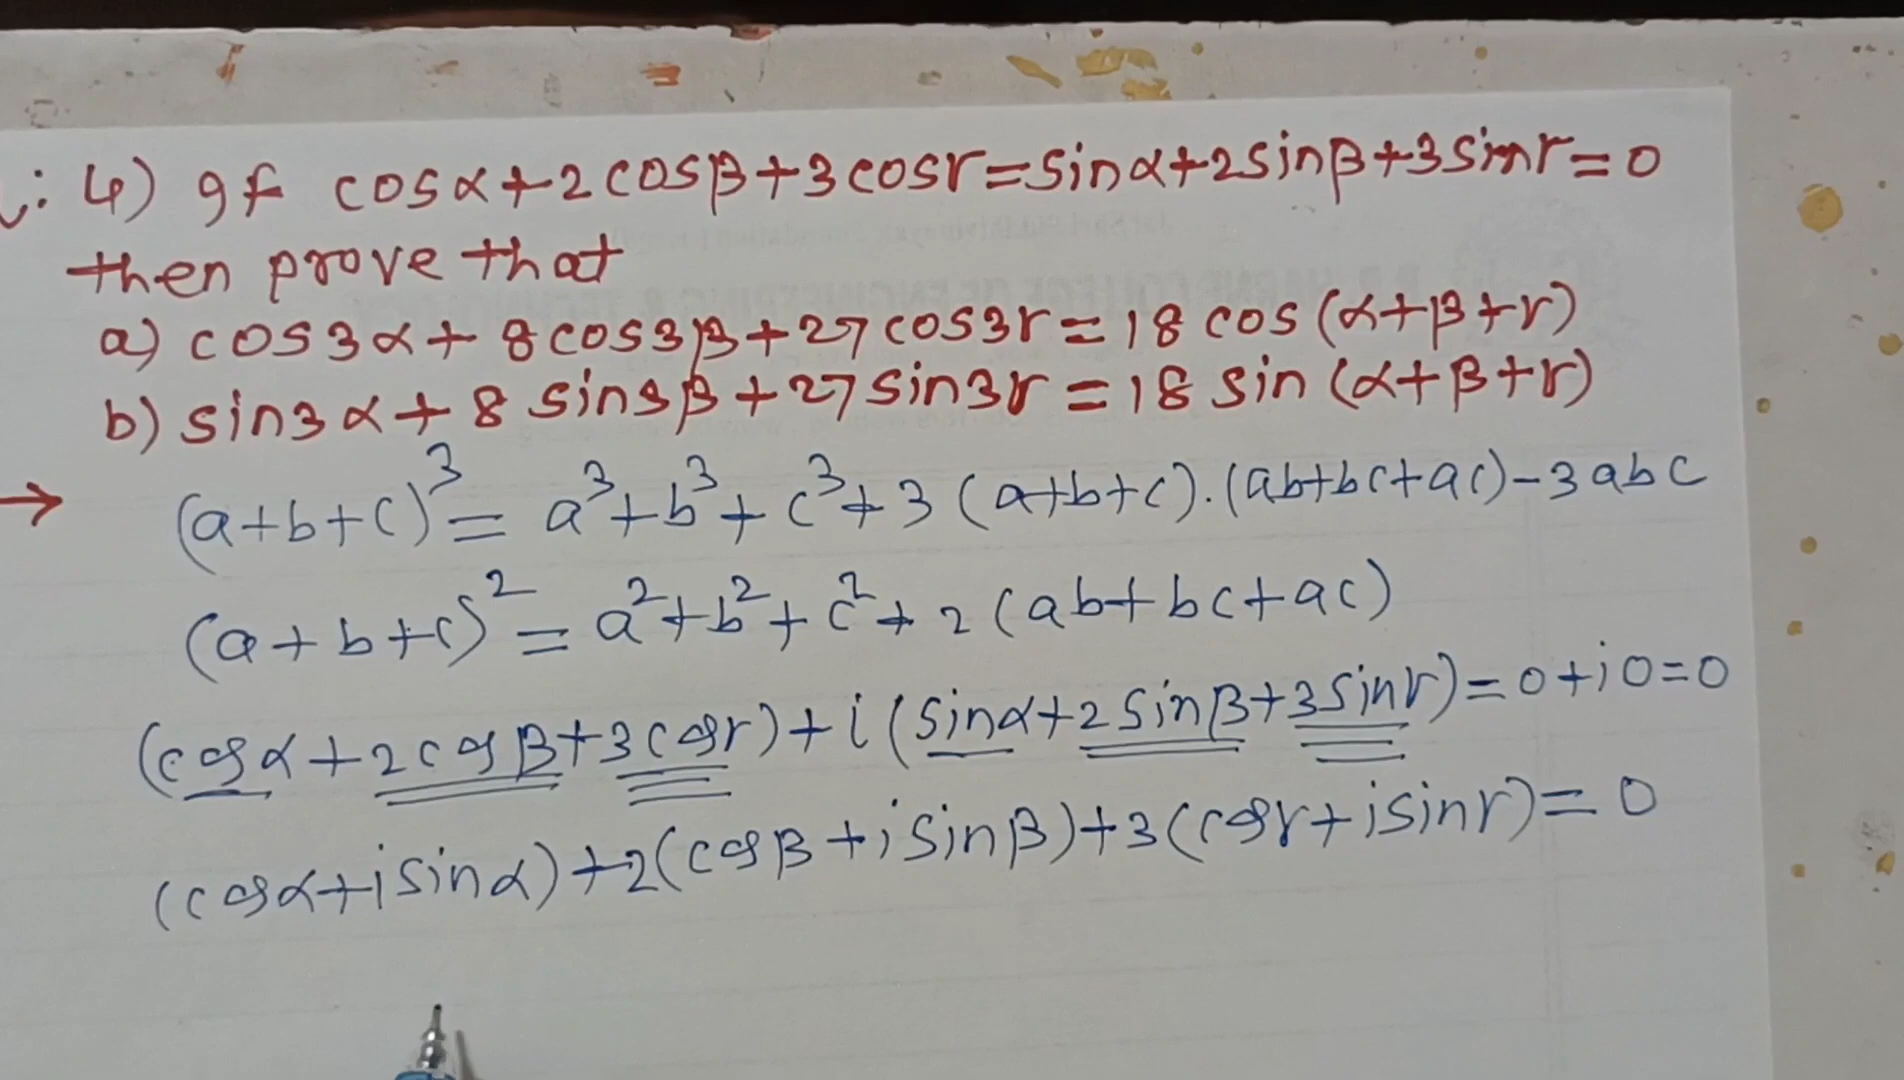 4) If cosα+2cosβ+3cosr=sinα+2sinβ+3sinr=0
then prove that
a) cos3α+8cos3β+27cos3r=18cos(α+β+r)
b) sin3α+8sin3β+27sin3r=18sin(α+β+r)
→ (a+b+c)³=a³+b³+c³+3(a+b+c).(ab+bc+ac)-3abc
(a+b+c)²=a²+b²+c²+2(ab+bc+ac)
(cosα+2cosβ+3cosr)+i(sinα+2sinβ+3sinr)=0+i0=0
(cosα+isinα)+2(cosβ+isinβ)+3(cosr+isinr)=0